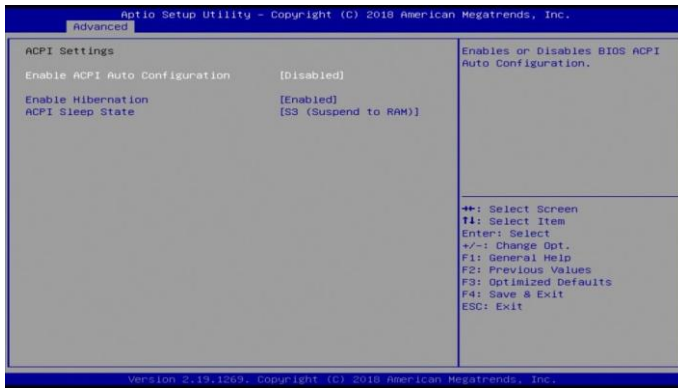 Aptio Setup Utility – Copyright (C) 2018 American Megatrends, Inc.
Advanced
ACPI Settings
Enable ACPI Auto Configuration [Disabled]
Enable Hibernation [Enabled]
ACPI Sleep State [S3 (Suspend to RAM)]
Enables or Disables BIOS ACPI
Auto Configuration.
→←: Select Screen
↑↓: Select Item
Enter: Select
+/-: Change Opt.
F1: General Help
F2: Previous Values
F3: Optimized Defaults
F4: Save & Exit
ESC: Exit
Version 2.19.1269. Copyright (C) 2018 American Megatrends, Inc.